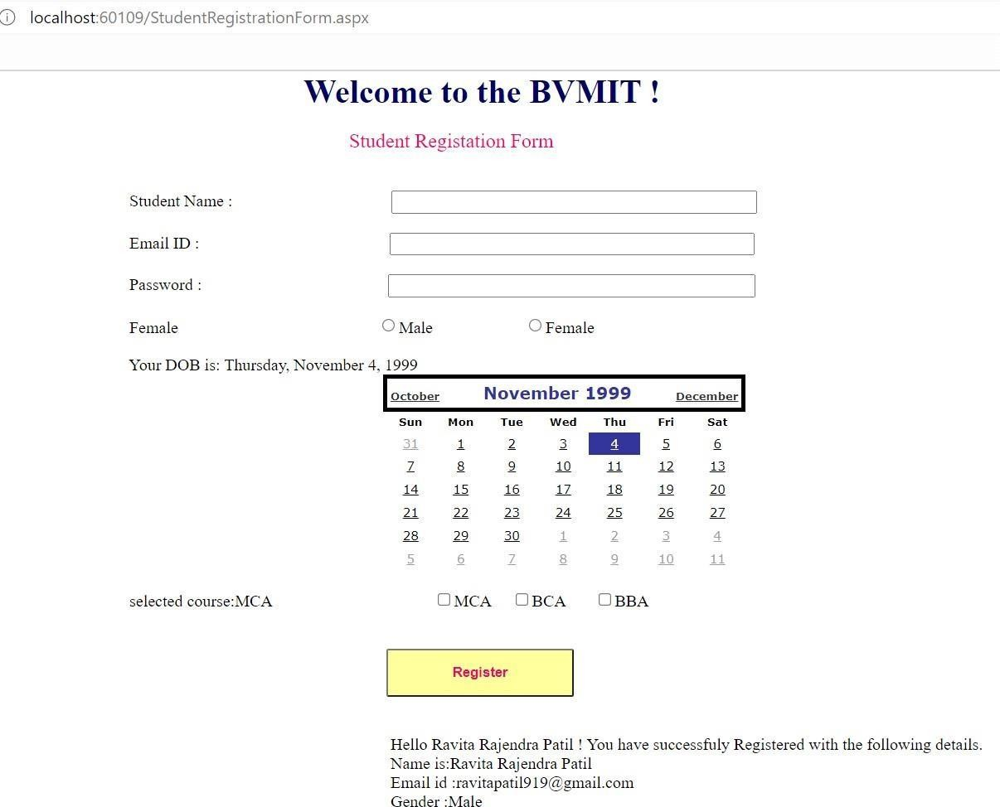 localhost:60109/StudentRegistrationForm.aspx
Welcome to the BVMIT !
Student Registation Form
Student Name :
Email ID :
Password :
Female Male Female
Your DOB is: Thursday, November 4, 1999
October November 1999 December
Sun Mon Tue Wed Thu Fri Sat
31 1 2 3 4 5 6
7 8 9 10 11 12 13
14 15 16 17 18 19 20
21 22 23 24 25 26 27
28 29 30 1 2 3 4
5 6 7 8 9 10 11
selected course:MCA MCA BCA BBA
Register
Hello Ravita Rajendra Patil ! You have successfuly Registered with the following details.
Name is:Ravita Rajendra Patil
Email id :ravitapatil919@gmail.com
Gender :Male